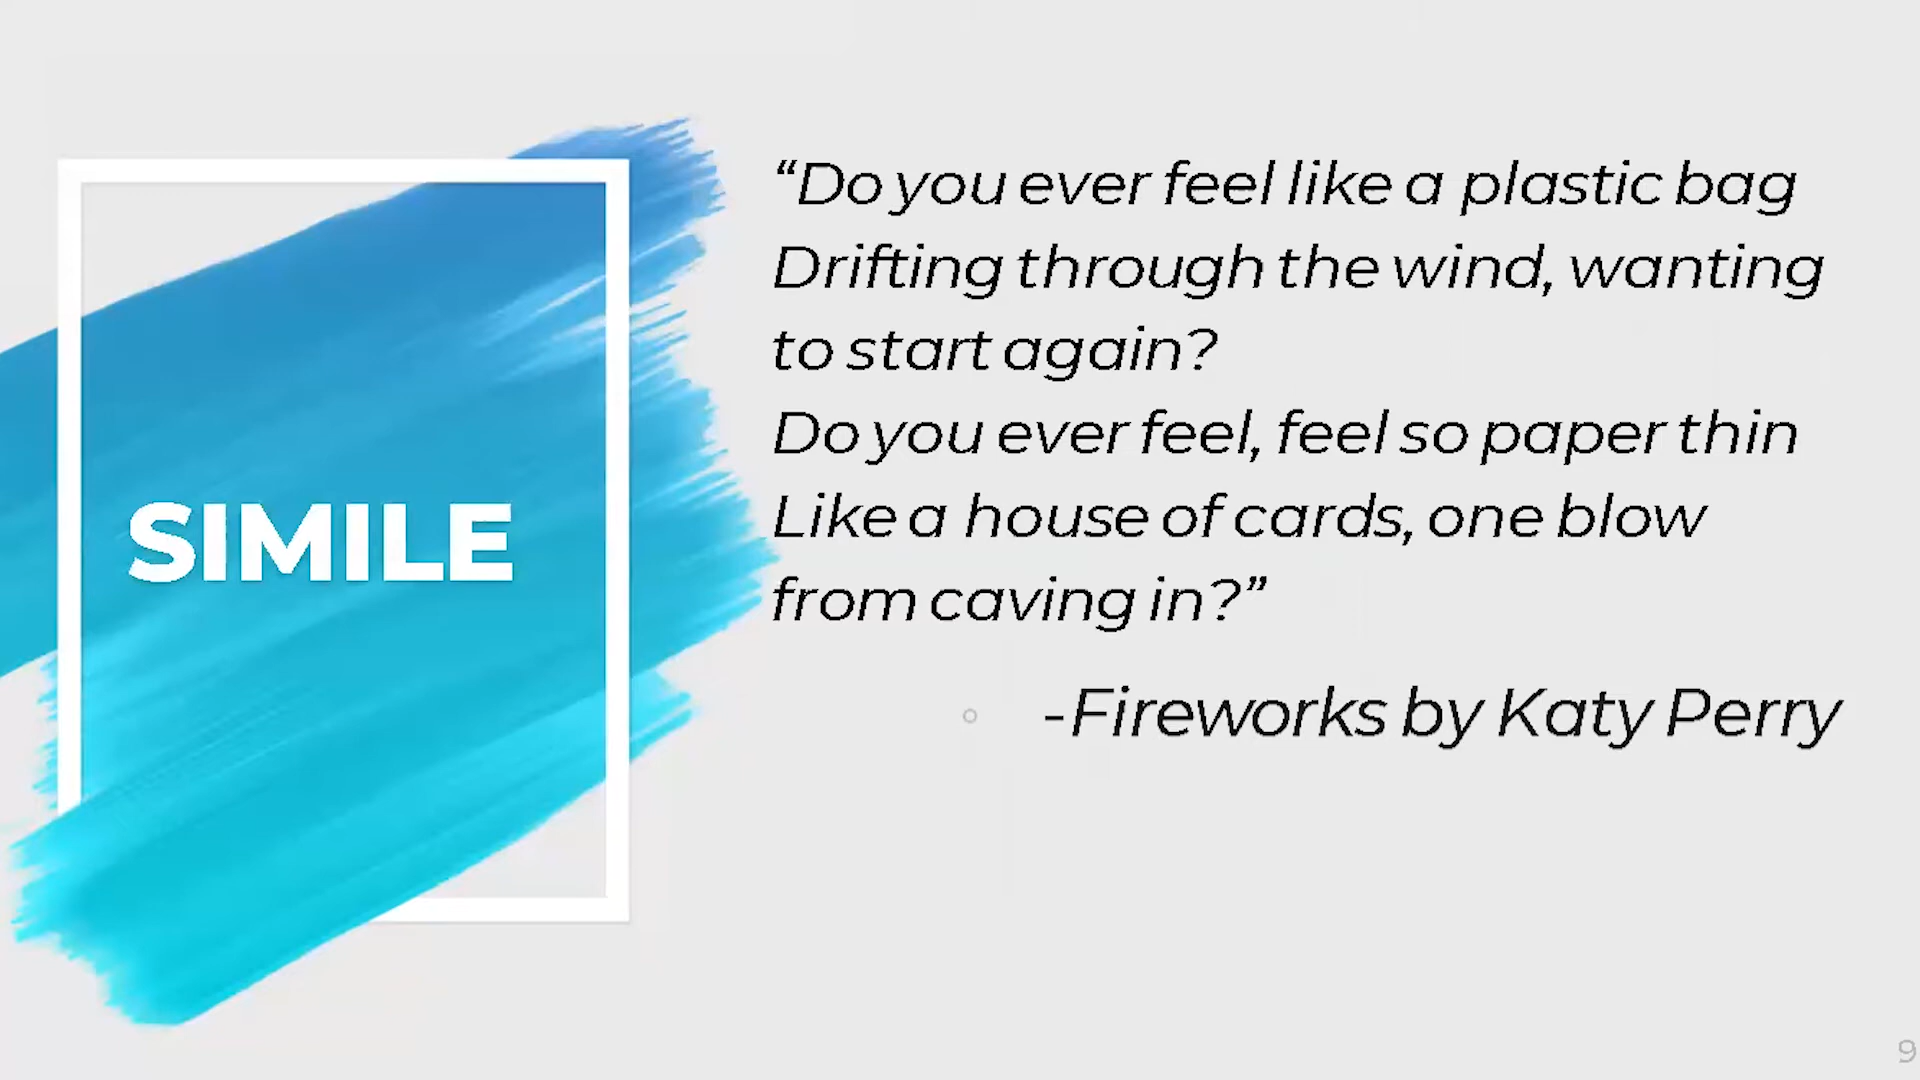 SIMILE
“Do you ever feel like a plastic bag
Drifting through the wind, wanting
to start again?
Do you ever feel, feel so paper thin
Like a house of cards, one blow
from caving in?”
-Fireworks by Katy Perry
9